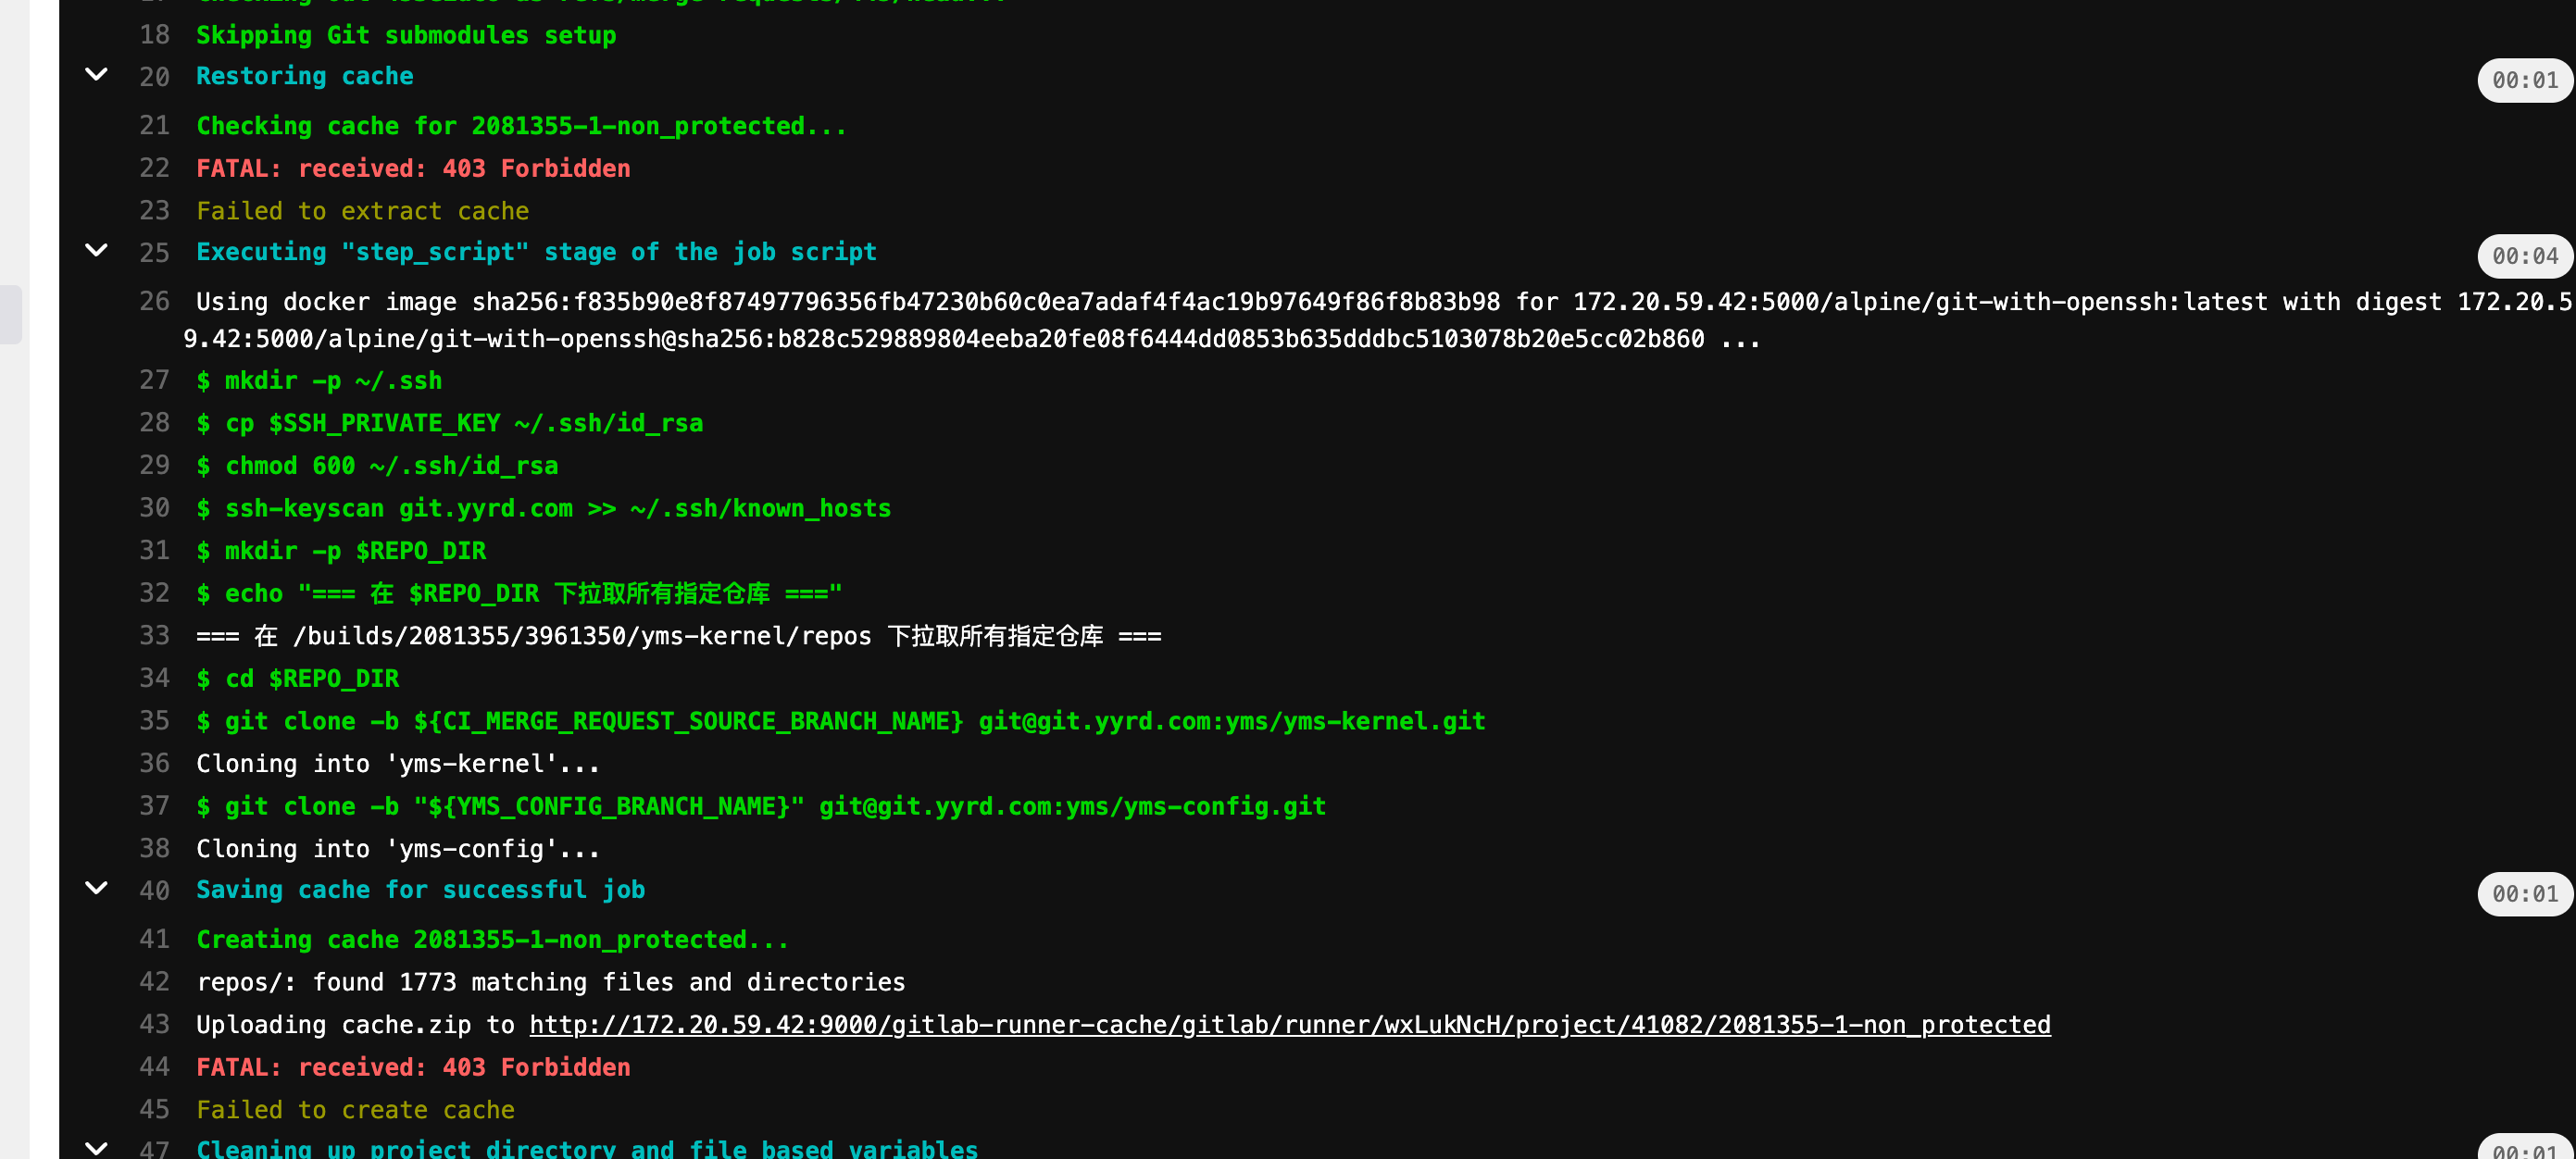 18 Skipping Git submodules setup
20 Restoring cache 00:01
21 Checking cache for 2081355-1-non_protected...
22 FATAL: received: 403 Forbidden
23 Failed to extract cache
25 Executing "step_script" stage of the job script 00:04
26 Using docker image sha256:f835b90e8f87497796356fb47230b60c0ea7adaf4f4ac19b97649f86f8b83b98 for 172.20.59.42:5000/alpine/git-with-openssh:latest with digest 172.20.5
9.42:5000/alpine/git-with-openssh@sha256:b828c529889804eeba20fe08f6444dd0853b635dddbc5103078b20e5cc02b860 ...
27 $ mkdir -p ~/.ssh
28 $ cp $SSH_PRIVATE_KEY ~/.ssh/id_rsa
29 $ chmod 600 ~/.ssh/id_rsa
30 $ ssh-keyscan git.yyrd.com >> ~/.ssh/known_hosts
31 $ mkdir -p $REPO_DIR
32 $ echo "=== 在 $REPO_DIR 下拉取所有指定仓库 ==="
33 === 在 /builds/2081355/3961350/yms-kernel/repos 下拉取所有指定仓库 ===
34 $ cd $REPO_DIR
35 $ git clone -b ${CI_MERGE_REQUEST_SOURCE_BRANCH_NAME} git@git.yyrd.com:yms/yms-kernel.git
36 Cloning into 'yms-kernel'...
37 $ git clone -b "${YMS_CONFIG_BRANCH_NAME}" git@git.yyrd.com:yms/yms-config.git
38 Cloning into 'yms-config'...
40 Saving cache for successful job 00:01
41 Creating cache 2081355-1-non_protected...
42 repos/: found 1773 matching files and directories
43 Uploading cache.zip to http://172.20.59.42:9000/gitlab-runner-cache/gitlab/runner/wxLukNcH/project/41082/2081355-1-non_protected
44 FATAL: received: 403 Forbidden
45 Failed to create cache
47 Cleaning up project directory and file based variables 00:01